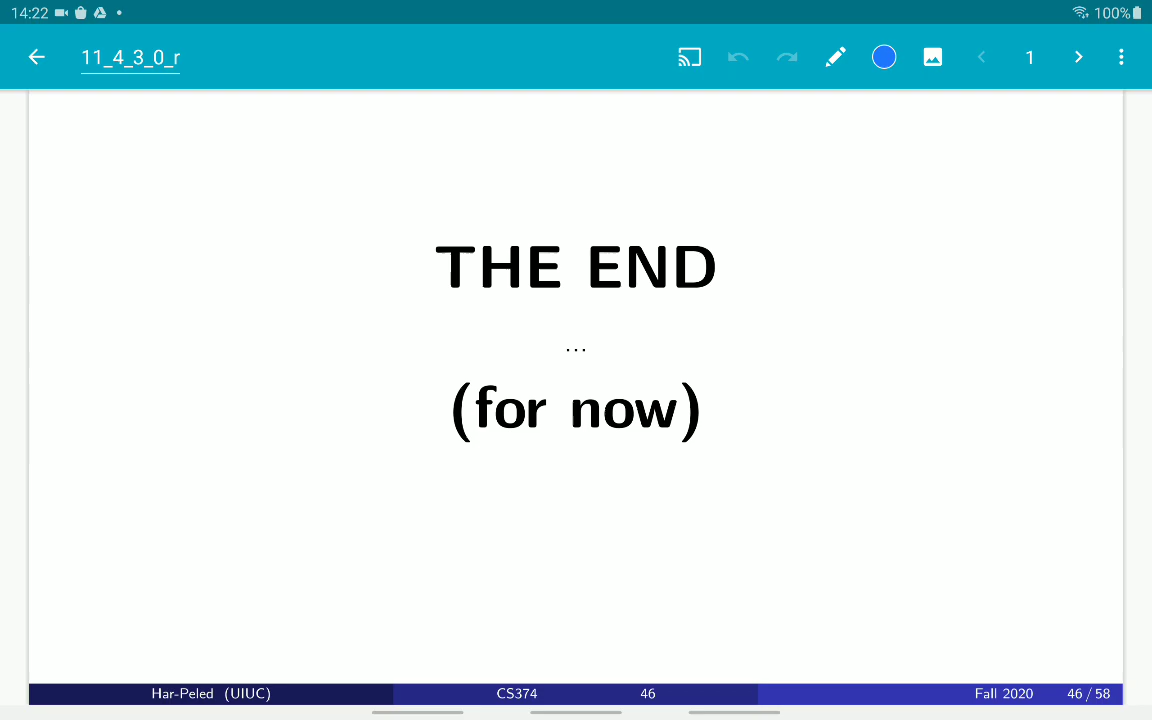 14:22 100%
11_4_3_0_r 1
THE END
...
(for now)
Har-Peled (UIUC) CS374 46 Fall 2020 46 / 58